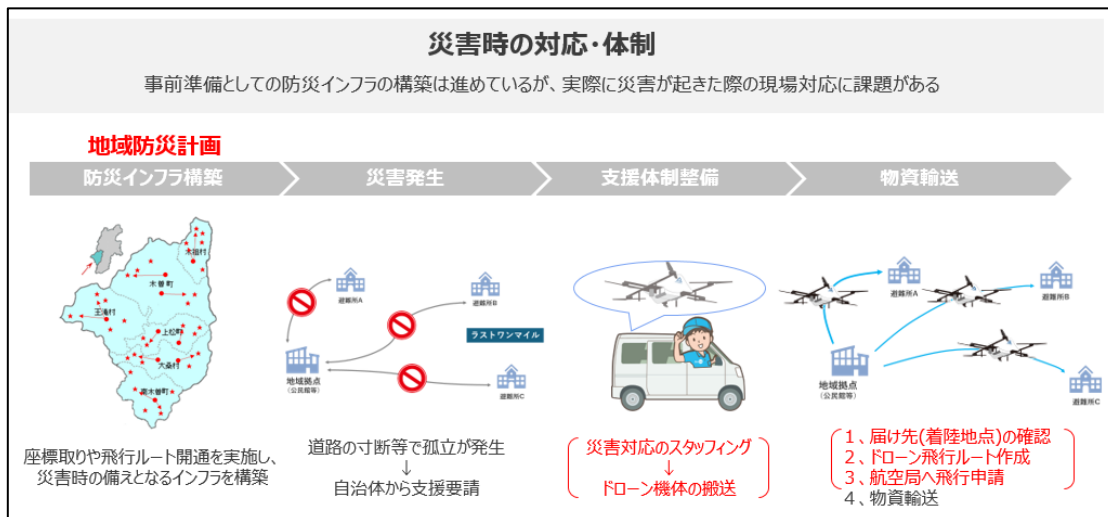 災害時の対応・体制
事前準備としての防災インフラの構築は進めているが、実際に災害が起きた際の現場対応に課題がある
地域防災計画
防災インフラ構築
災害発生
支援体制整備
物資輸送
木祖村
木曽町
王滝村
上松町
大桑村
南木曽町
座標取りや飛行ルート開通を実施し、
災害時の備えとなるインフラを構築
避難所A
避難所B
ラストワンマイル
地域拠点
(公民館等)
避難所C
道路の寸断等で孤立が発生
↓
自治体から支援要請
災害対応のスタッフィング
↓
ドローン機体の搬送
避難所A
避難所B
地域拠点
(公民館等)
避難所C
1、届け先(着陸地点)の確認
2、ドローン飛行ルート作成
3、航空局へ飛行申請
4、物資輸送